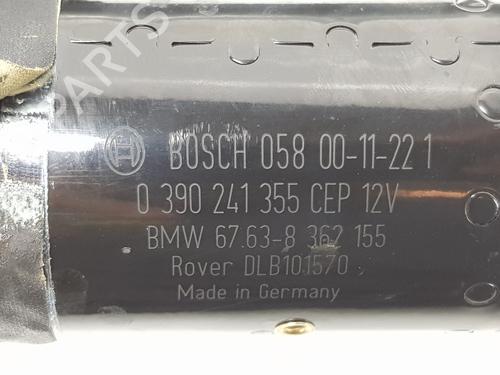 PARTS
BOSCH 058 00-11-22 1
0 390 241 355 CEP 12V
BMW 67.63-8 362 155
Rover DLB101570
Made in Germany